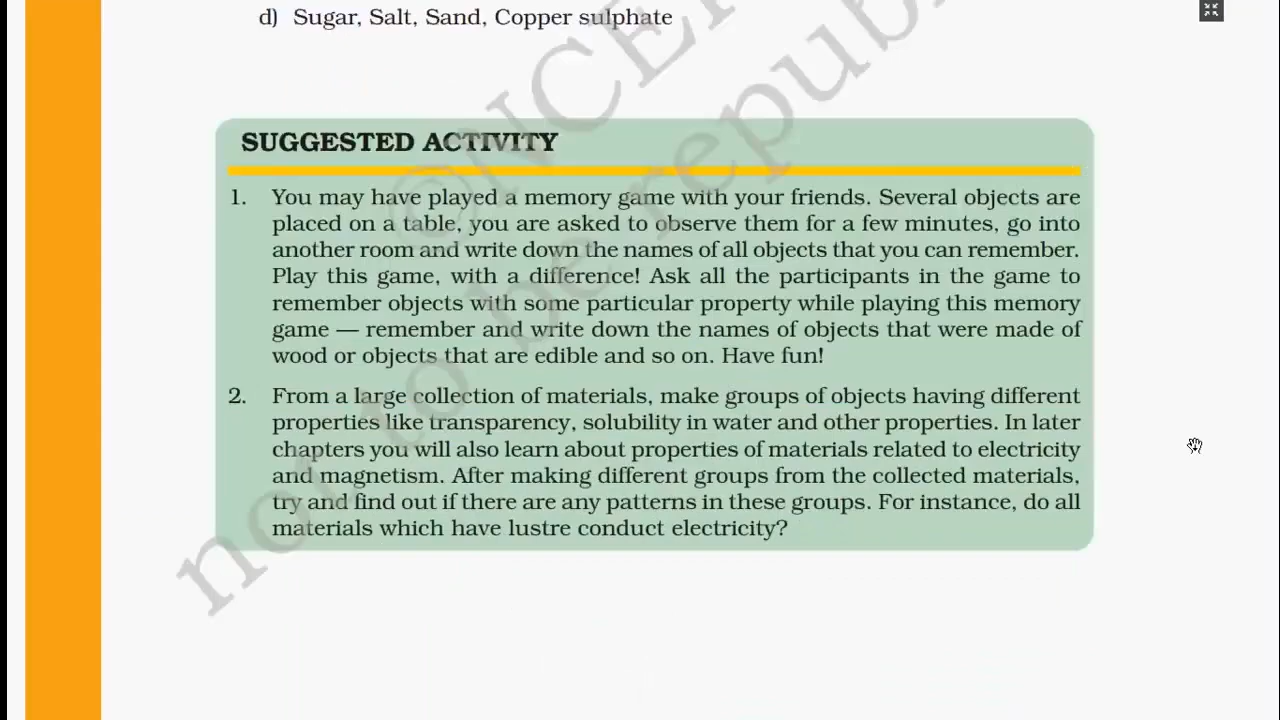 d) Sugar, Salt, Sand, Copper sulphate
SUGGESTED ACTIVITY
1. You may have played a memory game with your friends. Several objects are
placed on a table, you are asked to observe them for a few minutes, go into
another room and write down the names of all objects that you can remember.
Play this game, with a difference! Ask all the participants in the game to
remember objects with some particular property while playing this memory
game — remember and write down the names of objects that were made of
wood or objects that are edible and so on. Have fun!
2. From a large collection of materials, make groups of objects having different
properties like transparency, solubility in water and other properties. In later
chapters you will also learn about properties of materials related to electricity
and magnetism. After making different groups from the collected materials,
try and find out if there are any patterns in these groups. For instance, do all
materials which have lustre conduct electricity?
©NCE
not to be republ